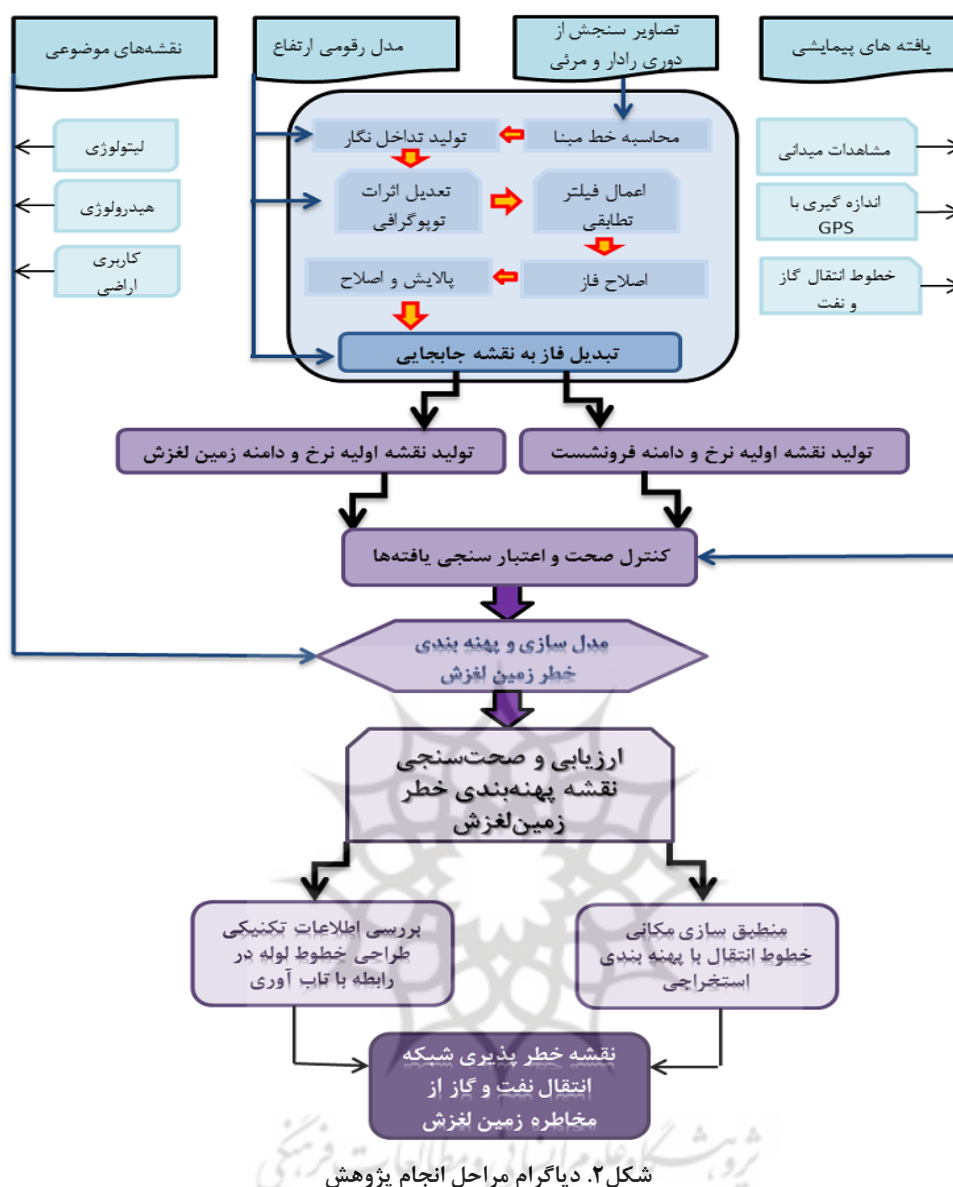 یافته های پیمایشی
تصاویر سنجش از
دوری رادار و مرئی
مدل رقومی ارتفاع
نقشه‌های موضوعی
مشاهدات میدانی
اندازه گیری با
GPS
خطوط انتقال گاز
و نفت
محاسبه خط مبنا
تولید تداخل نگار
تعدیل اثرات
توپوگرافی
اعمال فیلتر
تطابقی
اصلاح فاز
پالایش و اصلاح
تبدیل فاز به نقشه جابجایی
لیتولوژی
هیدرولوژی
کاربری
اراضی
تولید نقشه اولیه نرخ و دامنه فرونشست
تولید نقشه اولیه نرخ و دامنه زمین لغزش
کنترل صحت و اعتبار سنجی یافته‌ها
مدل سازی و پهنه بندی
خطر زمین لغزش
ارزیابی و صحت‌سنجی
نقشه پهنه‌بندی خطر
زمین‌لغزش
منطبق سازی مکانی
خطوط انتقال با پهنه بندی
استخراجی
بررسی اطلاعات تکنیکی
طراحی خطوط لوله در
رابطه با تاب آوری
نقشه خطر پذیری شبکه
انتقال نفت و گاز از
مخاطره زمین لغزش
پژوهشگاه علوم انسانی و مطالعات فرهنگی
شکل۲. دیاگرام مراحل انجام پژوهش